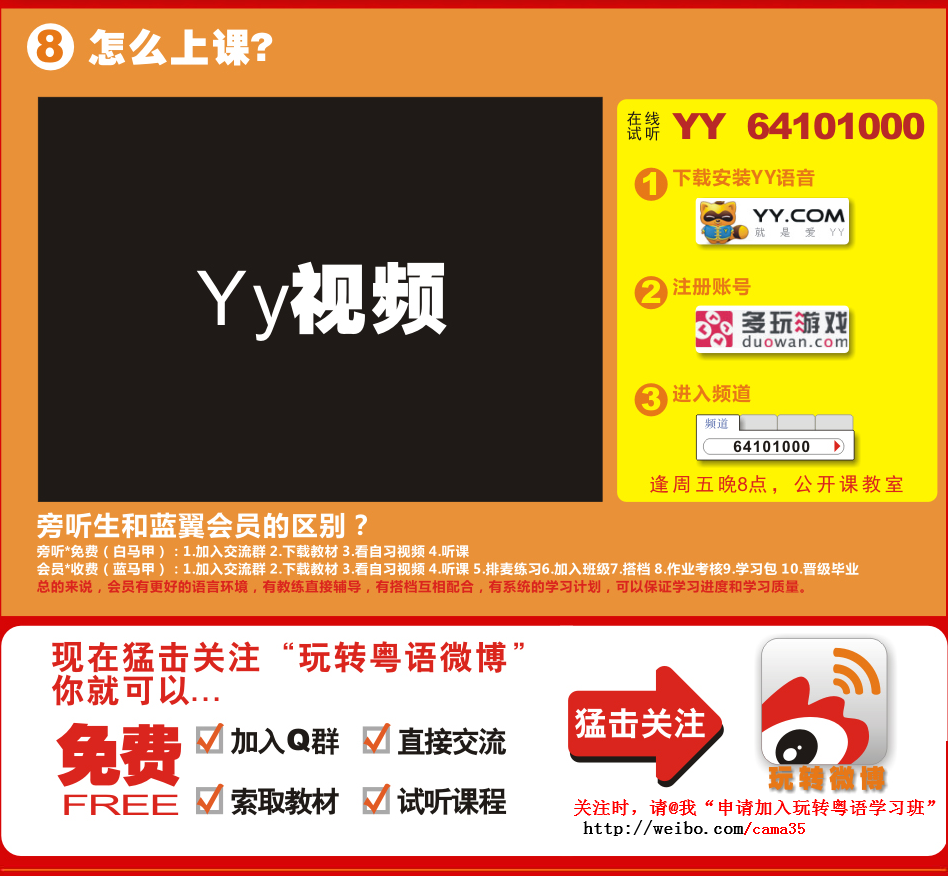 8 怎么上课?
Yy视频
在线试听 YY 64101000
1 下载安装YY语音
YY.COM
就是爱YY
2 注册账号
多玩游戏
duowan.com
3 进入频道
频道
64101000
逢周五晚8点，公开课教室
旁听生和蓝翼会员的区别？
旁听*免费（白马甲）：1.加入交流群 2.下载教材 3.看自习视频 4.听课
会员*收费（蓝马甲）：1.加入交流群 2.下载教材 3.看自习视频 4.听课 5.排麦练习6.加入班级7.搭档 8.作业考核9.学习包 10.晋级毕业
总的来说，会员有更好的语言环境，有教练直接辅导，有搭档互相配合，有系统的学习计划，可以保证学习进度和学习质量。
现在猛击关注“玩转粤语微博”
你就可以...
免费
FREE
加入Q群 直接交流
索取教材 试听课程
猛击关注
玩转微博
关注时，请@我“申请加入玩转粤语学习班”
http://weibo.com/cama35